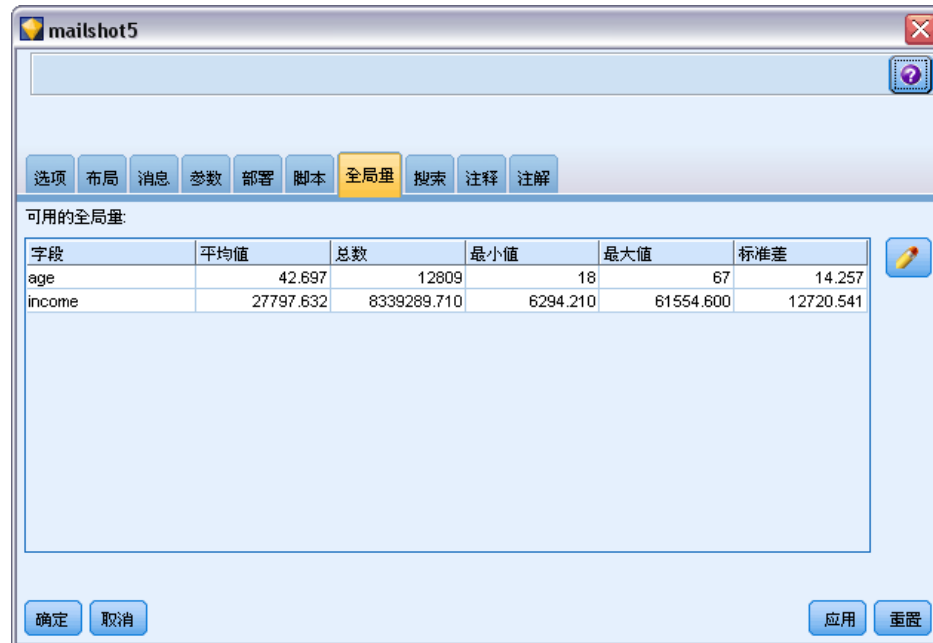 mailshot5
选项 布局 消息 参数 部署 脚本 全局量 搜索 注释 注解
可用的全局量:
字段 平均值 总数 最小值 最大值 标准差
age 42.697 12809 18 67 14.257
income 27797.632 8339289.710 6294.210 61554.600 12720.541
确定 取消 应用 重置